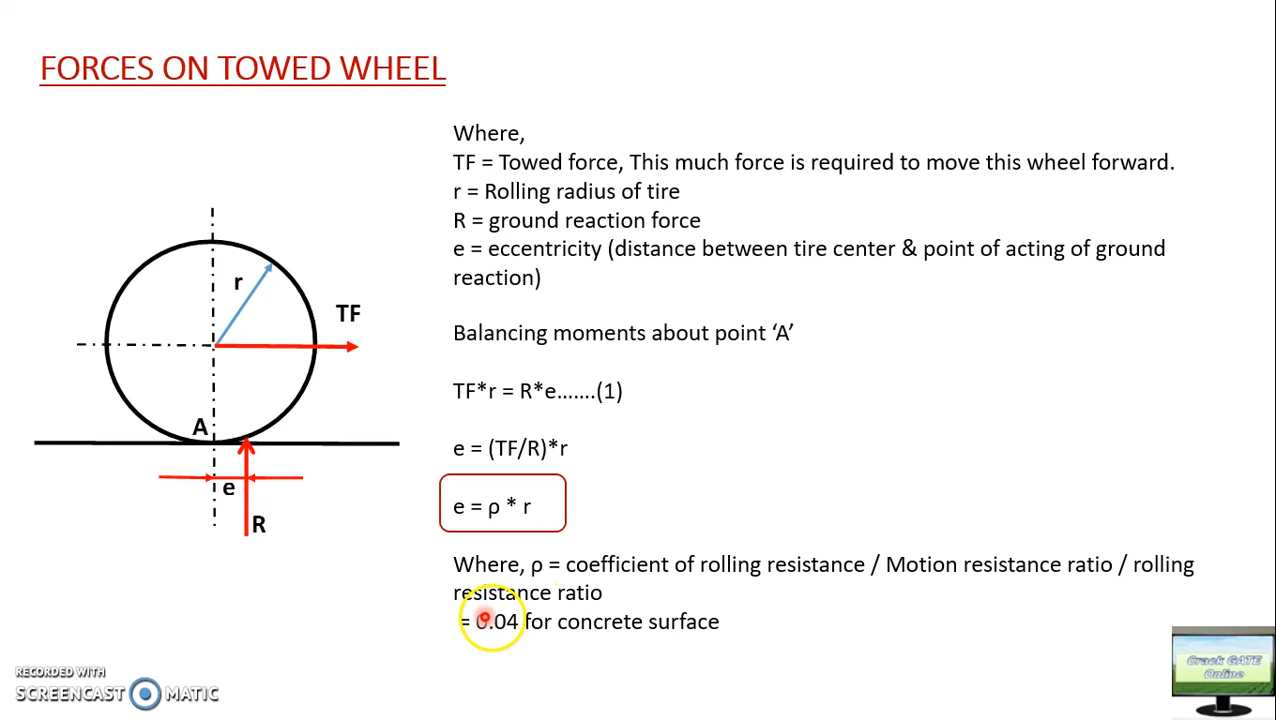 FORCES ON TOWED WHEEL
Where,
TF = Towed force, This much force is required to move this wheel forward.
r = Rolling radius of tire
R = ground reaction force
e = eccentricity (distance between tire center & point of acting of ground
reaction)
Balancing moments about point ‘A’
TF*r = R*e…….(1)
e = (TF/R)*r
e = ρ * r
Where, ρ = coefficient of rolling resistance / Motion resistance ratio / rolling
resistance ratio
= 0.04 for concrete surface
r
TF
A
e
R
RECORDED WITH
SCREENCAST MATIC
Crack GATE
Online